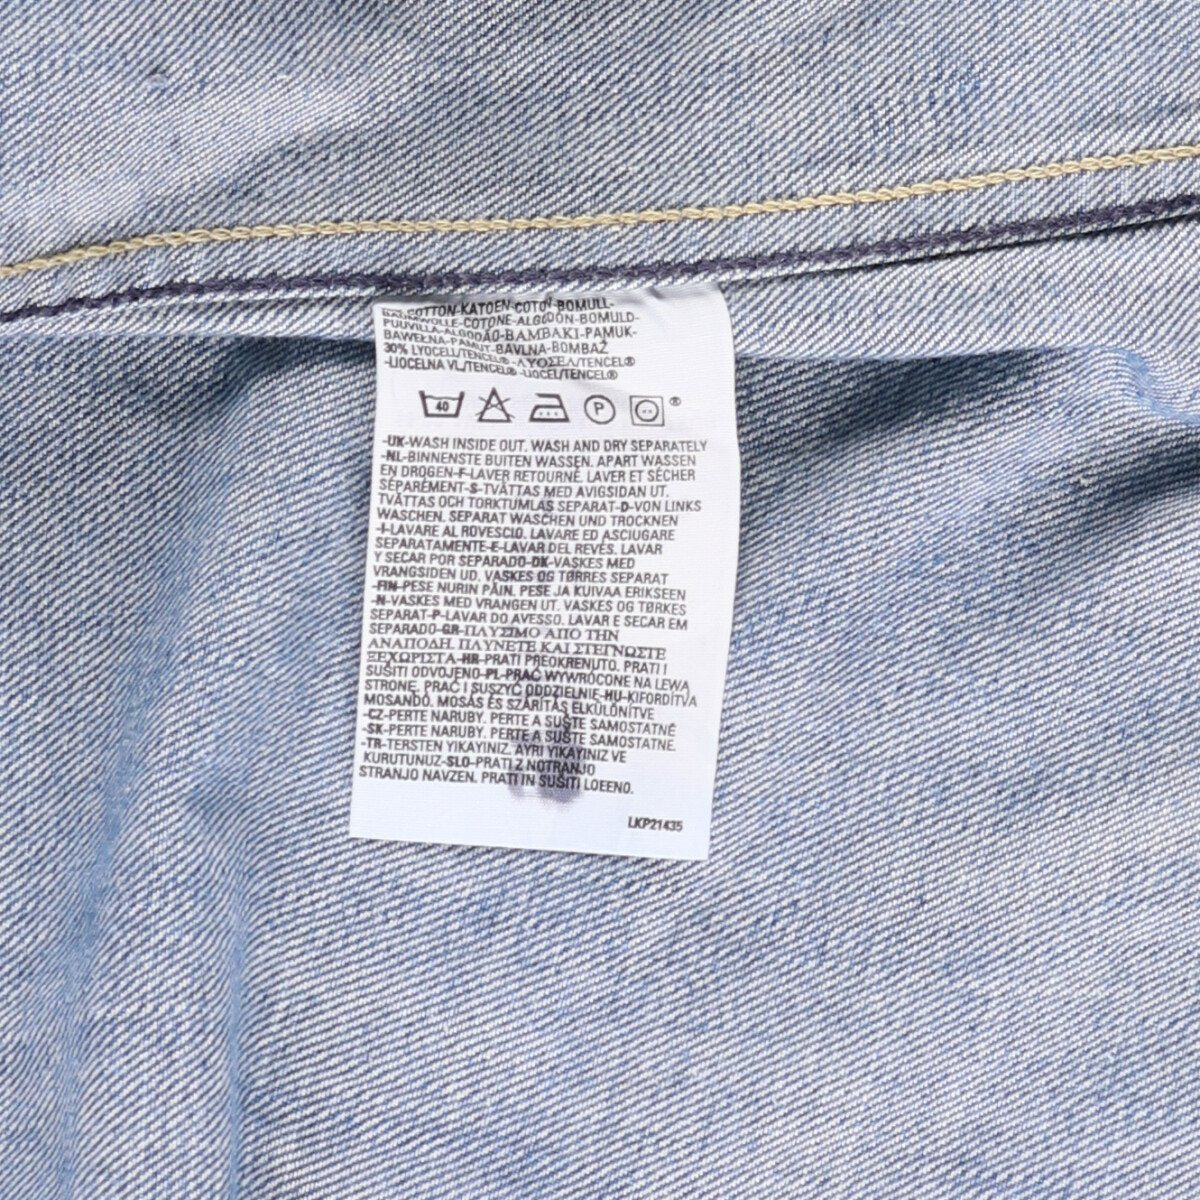 COTTON-KATOEN-COTON-BOMULL-
BAUMWOLLE-COTONE-ALGODÓN-BOMULD-
PUUVILLA-ALGODÃO-ΒΑΜΒΑΚΙ-PAMUK-
BAWEŁNA-PAMUT-BAVLNA-BOMBAŽ
30% LYOCELL/TENCEL®-ΛΥΟΣΕΛ/TENCEL®
-LIOCELNA VL./TENCEL®-LIOCEL/TENCEL®
40 P ®
-UK-WASH INSIDE OUT. WASH AND DRY SEPARATELY
-NL-BINNENSTE BUITEN WASSEN. APART WASSEN
EN DROGEN-F-LAVER RETOURNÉ. LAVER ET SÉCHER
SÉPARÉMENT-S-TVÄTTAS MED AVIGSIDAN UT.
TVÄTTAS OCH TORKTUMLAS SEPARAT-D-VON LINKS
WASCHEN. SEPARAT WASCHEN UND TROCKNEN
-I-LAVARE AL ROVESCIO. LAVARE ED ASCIUGARE
SEPARATAMENTE-E-LAVAR DEL REVÉS. LAVAR
Y SECAR POR SEPARADO-DK-VASKES MED
VRANGSIDEN UD. VASKES OG TØRRES SEPARAT
-FIN-PESE NURIN PÄIN. PESE JA KUIVAA ERIKSEEN
-N-VASKES MED VRANGEN UT. VASKES OG TØRKES
SEPARAT-P-LAVAR DO AVESSO. LAVAR E SECAR EM
SEPARADO-GR-ΠΛΥΣΙΜΟ ΑΠΟ ΤΗΝ
ΑΝΑΠΟΔΗ. ΠΛΥΝΕΤΕ ΚΑΙ ΣΤΕΓΝΩΣΤΕ
ΞΕΧΩΡΙΣΤΑ-HR-PRATI PREOKRENUTO. PRATI I
SUŠITI ODVOJENO-PL-PRAĆ WYWRÓCONE NA LEWĄ
STRONĘ. PRAĆ I SUSZYĆ ODDZIELNIE-HU-KIFORDÍTVA
MOSANDÓ. MOSÁS ÉS SZÁRÍTÁS ELKÜLÖNÍTVE
-CZ-PERTE NARUBY. PERTE A SUŠTE SAMOSTATNĚ
-SK-PERTE NARUBY. PERTE A SUŠTE SAMOSTATNE.
-TR-TERSTEN YIKAYINIZ. AYRI YIKAYINIZ VE
KURUTUNUZ-SLO-PRATI Z NOTRANJO
STRANJO NAVZEN. PRATI IN SUŠITI LOEENO.
LKP21435